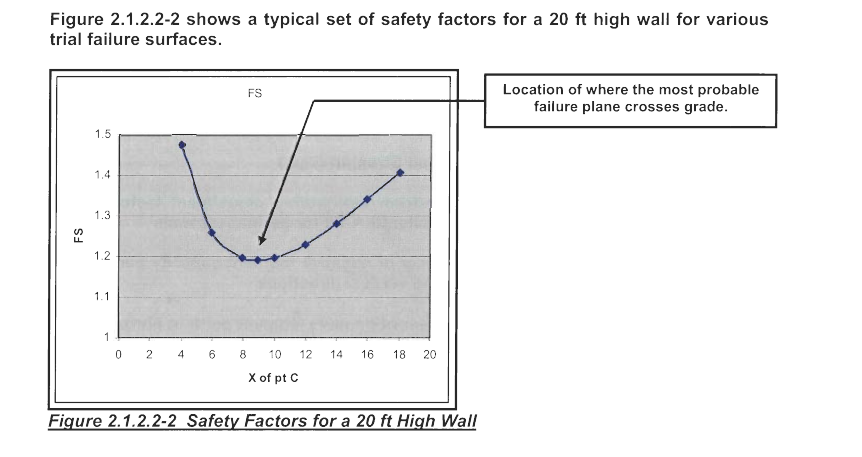 Figure 2.1.2.2-2 shows a typical set of safety factors for a 20 ft high wall for various
trial failure surfaces.
FS
Location of where the most probable
failure plane crosses grade.
1.5
1.4
1.3
1.2
1.1
1
FS
0 2 4 6 8 10 12 14 16 18 20
X of pt C
Figure 2.1.2.2-2 Safety Factors for a 20 ft High Wall